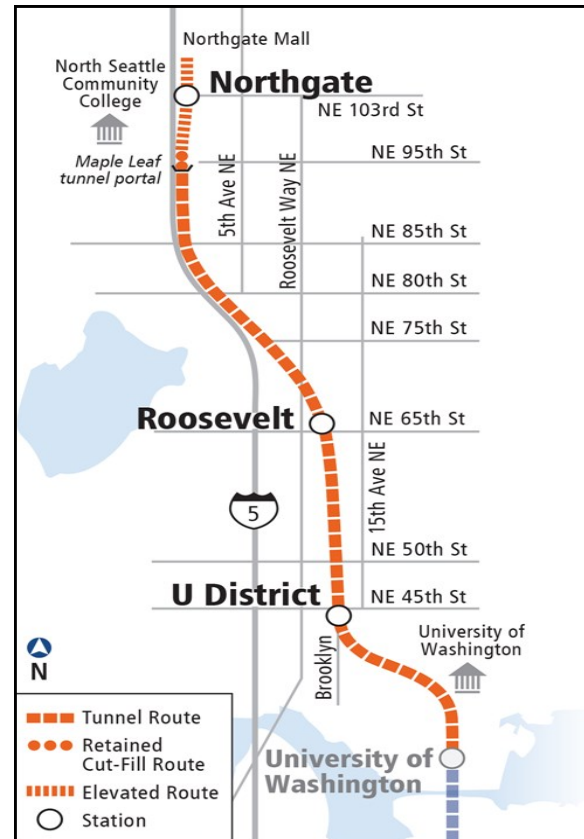 Northgate Mall
North Seattle
Community
College
Northgate
NE 103rd St
Maple Leaf
tunnel portal
NE 95th St
5th Ave NE
Roosevelt Way NE
NE 85th St
NE 80th St
NE 75th St
Roosevelt
NE 65th St
15th Ave NE
5
NE 50th St
U District
NE 45th St
University of
Washington
Brooklyn
N
Tunnel Route
Retained
Cut-Fill Route
Elevated Route
Station
University of
Washington